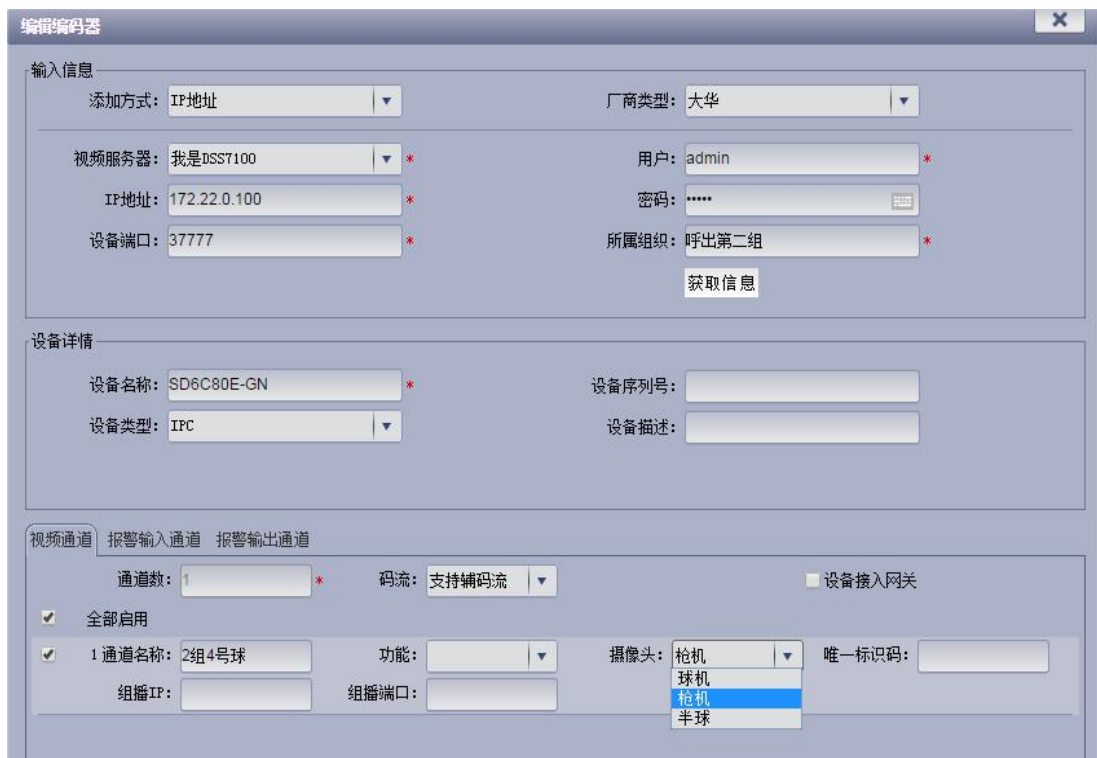 编辑编码器
输入信息
添加方式: IP地址 厂商类型: 大华
视频服务器: 我是DSS7100 * 用户: admin *
IP地址: 172.22.0.100 * 密码: •••••
设备端口: 37777 * 所属组织: 呼出第二组 *
获取信息
设备详情
设备名称: SD6C80E-GN * 设备序列号:
设备类型: IPC 设备描述:
视频通道 报警输入通道 报警输出通道
通道数: 1 * 码流: 支持辅码流 设备接入网关
全部启用
1 通道名称: 2组4号球 功能: 摄像头: 枪机 唯一标识码:
组播IP: 组播端口: 球机
枪机
半球